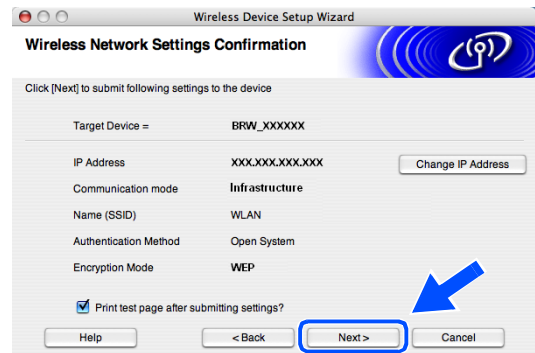 Wireless Device Setup Wizard
Wireless Network Settings Confirmation
Click [Next] to submit following settings to the device
Target Device = BRW_XXXXXX
IP Address XXX.XXX.XXX.XXX Change IP Address
Communication mode Infrastructure
Name (SSID) WLAN
Authentication Method Open System
Encryption Mode WEP
Print test page after submitting settings?
Help < Back Next > Cancel